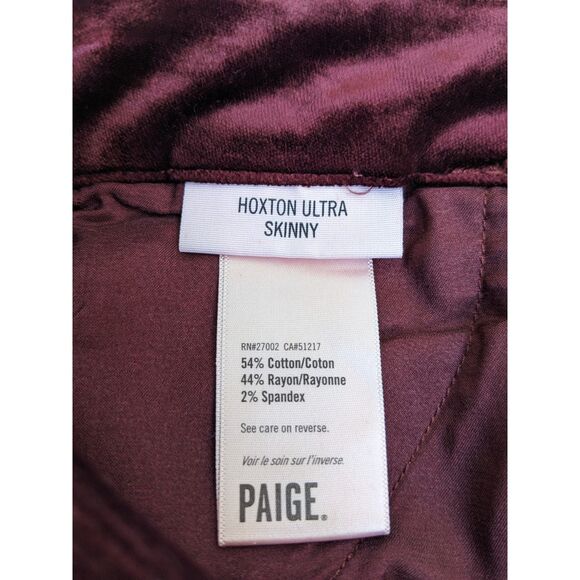 HOXTON ULTRA
SKINNY
RN#27002 CA#51217
54% Cotton/Coton
44% Rayon/Rayonne
2% Spandex
See care on reverse.
Voir le soin sur l'inverse.
PAIGE®